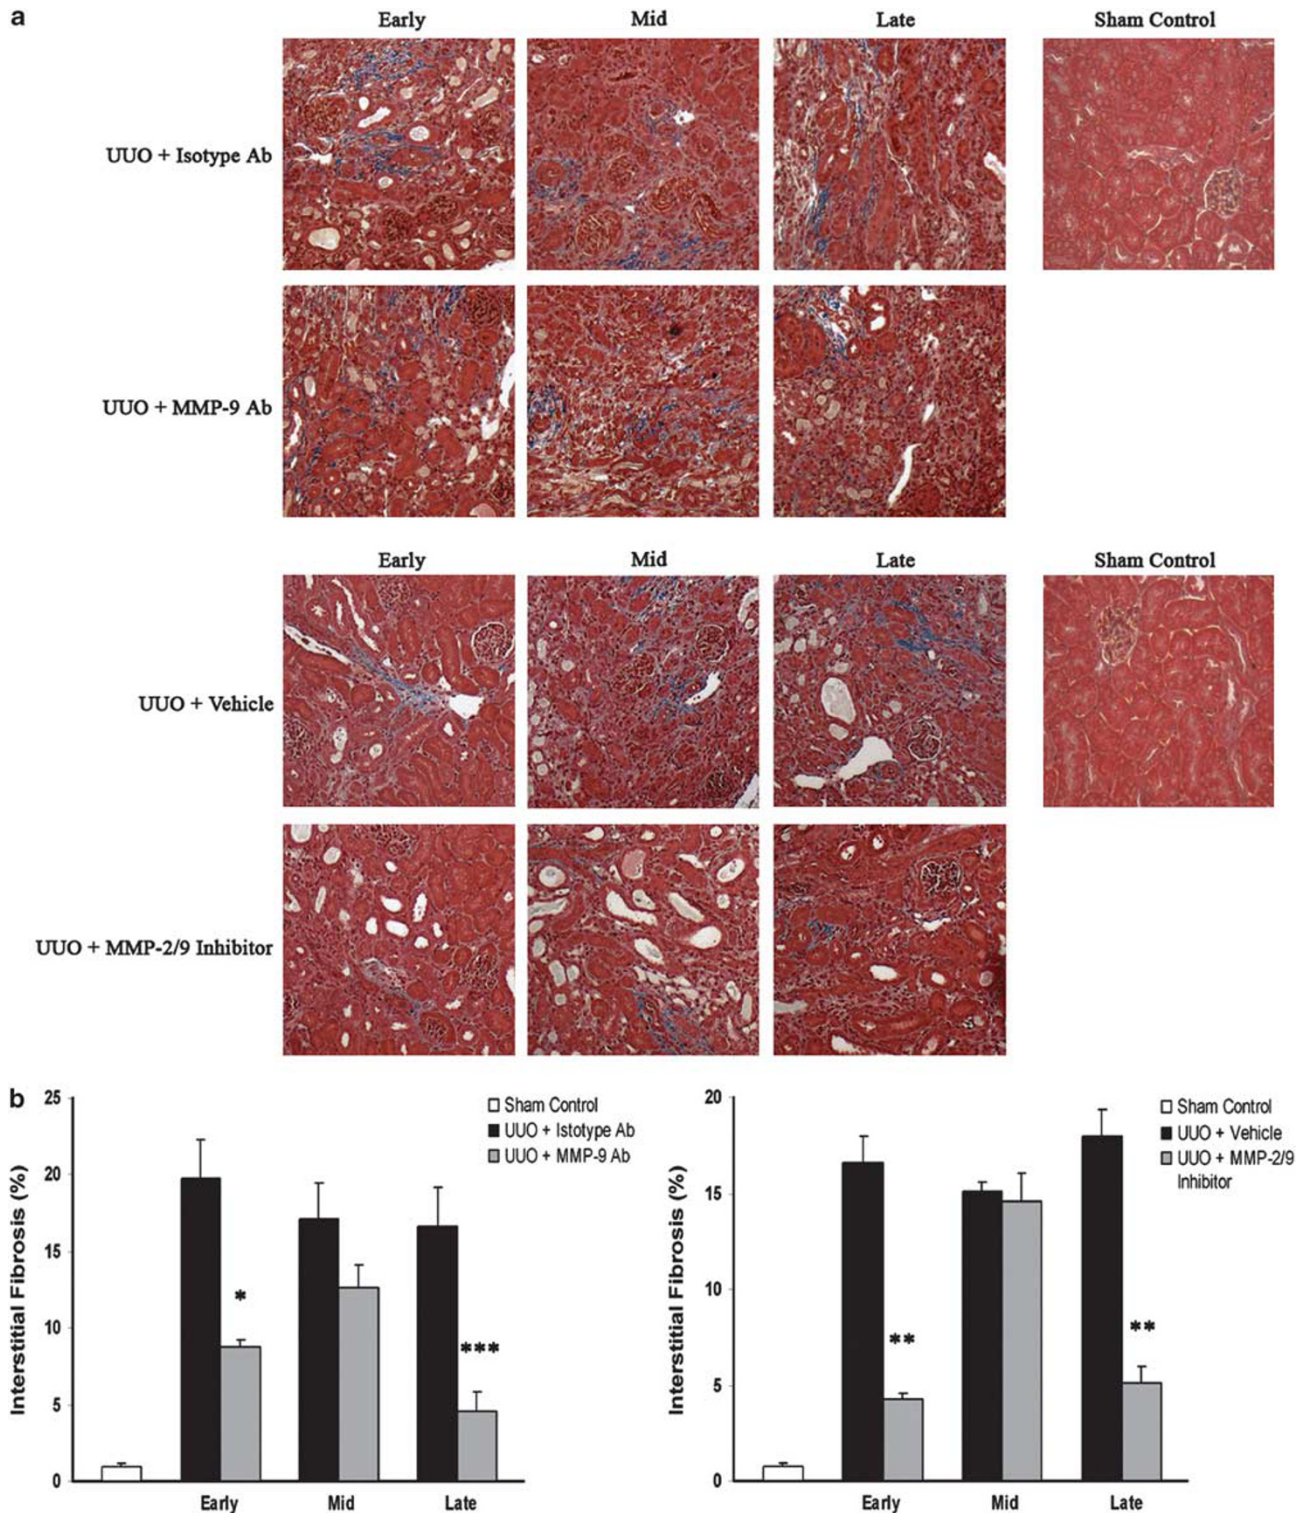 a
Early Mid Late Sham Control
UUO + Isotype Ab
UUO + MMP-9 Ab
Early Mid Late Sham Control
UUO + Vehicle
UUO + MMP-2/9 Inhibitor
b
25
20
15
10
5
0
Interstitial Fibrosis (%)
Sham Control
UUO + Istotype Ab
UUO + MMP-9 Ab
*
***
Early Mid Late
20
15
10
5
0
Interstitial Fibrosis (%)
Sham Control
UUO + Vehicle
UUO + MMP-2/9
Inhibitor
**
**
Early Mid Late